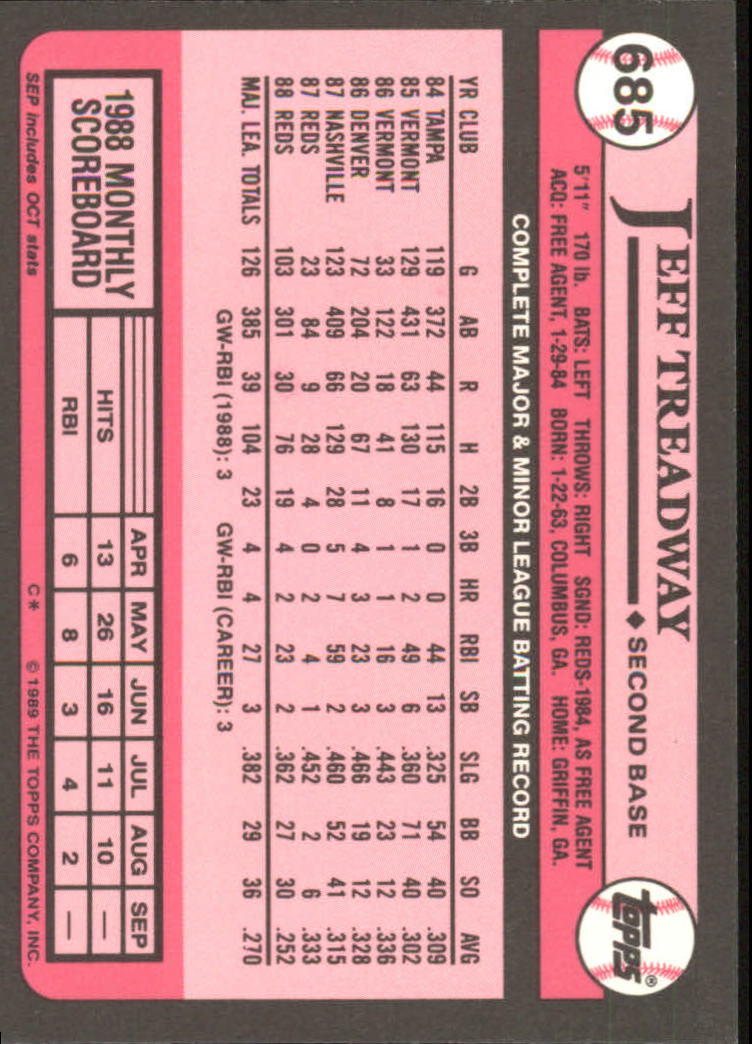 685
JEFF TREADWAY ♦ SECOND BASE
topps®
5'11" 170 lb. BATS: LEFT THROWS: RIGHT SGND: REDS-1984, AS FREE AGENT
ACQ: FREE AGENT, 1-29-84 BORN: 1-22-63, COLUMBUS, GA. HOME: GRIFFIN, GA.
COMPLETE MAJOR & MINOR LEAGUE BATTING RECORD
YR CLUB G AB R H 2B 3B HR RBI SB SLG BB SO AVG
84 TAMPA 119 372 44 115 16 0 0 44 13 .325 54 40 .309
85 VERMONT 129 431 63 130 17 1 2 49 6 .360 71 40 .302
86 VERMONT 33 122 18 41 8 1 1 16 3 .443 23 12 .336
86 DENVER 72 204 20 67 11 4 3 23 3 .466 19 12 .328
87 NASHVILLE 123 409 66 129 28 5 7 59 2 .460 52 41 .315
87 REDS 23 84 9 28 4 0 2 4 1 .452 2 6 .333
88 REDS 103 301 30 76 19 4 2 23 2 .362 27 30 .252
MAJ. LEA. TOTALS 126 385 39 104 23 4 4 27 3 .382 29 36 .270
GW-RBI (1988): 3 GW-RBI (CAREER): 3
1988 MONTHLY
SCOREBOARD
APR MAY JUN JUL AUG SEP
HITS 13 26 16 11 10 —
RBI 6 8 3 4 2 —
SEP includes OCT stats C* © 1989 THE TOPPS COMPANY, INC.